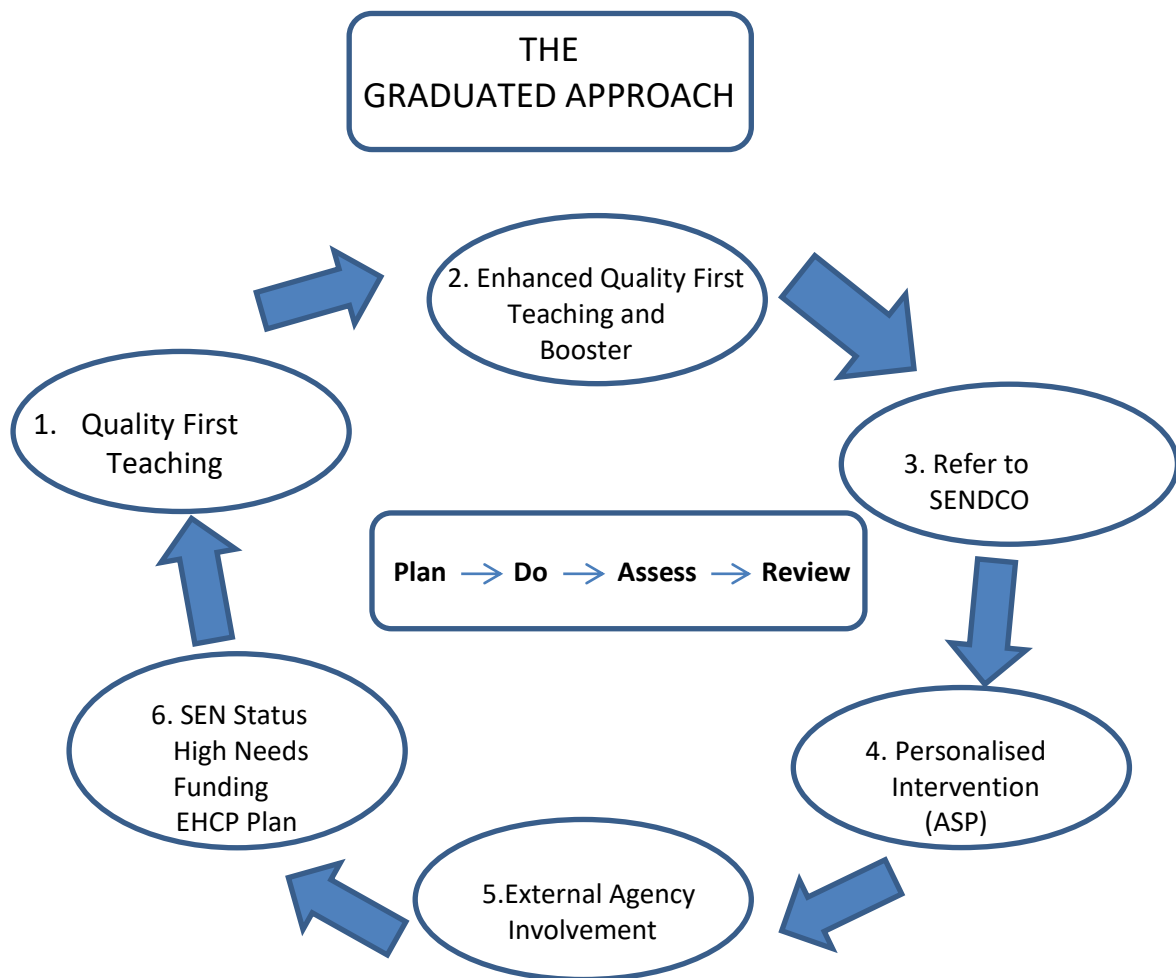 THE
GRADUATED APPROACH
2. Enhanced Quality First
Teaching and
Booster
1. Quality First
Teaching
3. Refer to
SENDCO
Plan → Do → Assess → Review
6. SEN Status
High Needs
Funding
EHCP Plan
4. Personalised
Intervention
(ASP)
5.External Agency
Involvement